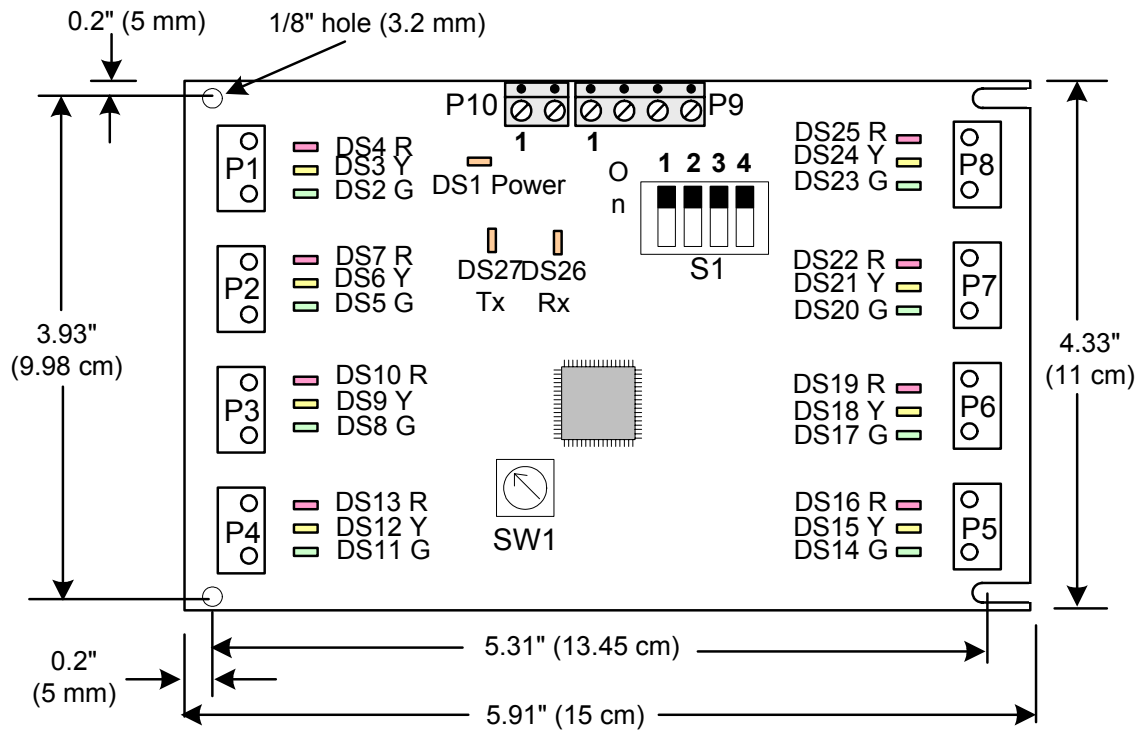 0.2" (5 mm)
1/8" hole (3.2 mm)
P10
P9
1
1
P1
DS4 R
DS3 Y
DS2 G
DS1 Power
O
n
1 2 3 4
S1
DS25 R
DS24 Y
DS23 G
P8
P2
DS7 R
DS6 Y
DS5 G
DS27
Tx
DS26
Rx
DS22 R
DS21 Y
DS20 G
P7
3.93"
(9.98 cm)
4.33"
(11 cm)
P3
DS10 R
DS9 Y
DS8 G
DS19 R
DS18 Y
DS17 G
P6
P4
DS13 R
DS12 Y
DS11 G
SW1
DS16 R
DS15 Y
DS14 G
P5
0.2"
(5 mm)
5.31" (13.45 cm)
5.91" (15 cm)